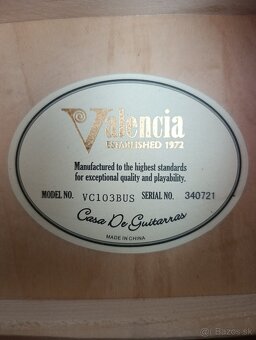 Valencia
ESTABLISHED 1972
Manufactured to the highest standards
for exceptional quality and playability.
MODEL NO. VC103BUS SERIAL NO. 340721
Casa De Guitarras
MADE IN CHINA
Bazos.sk